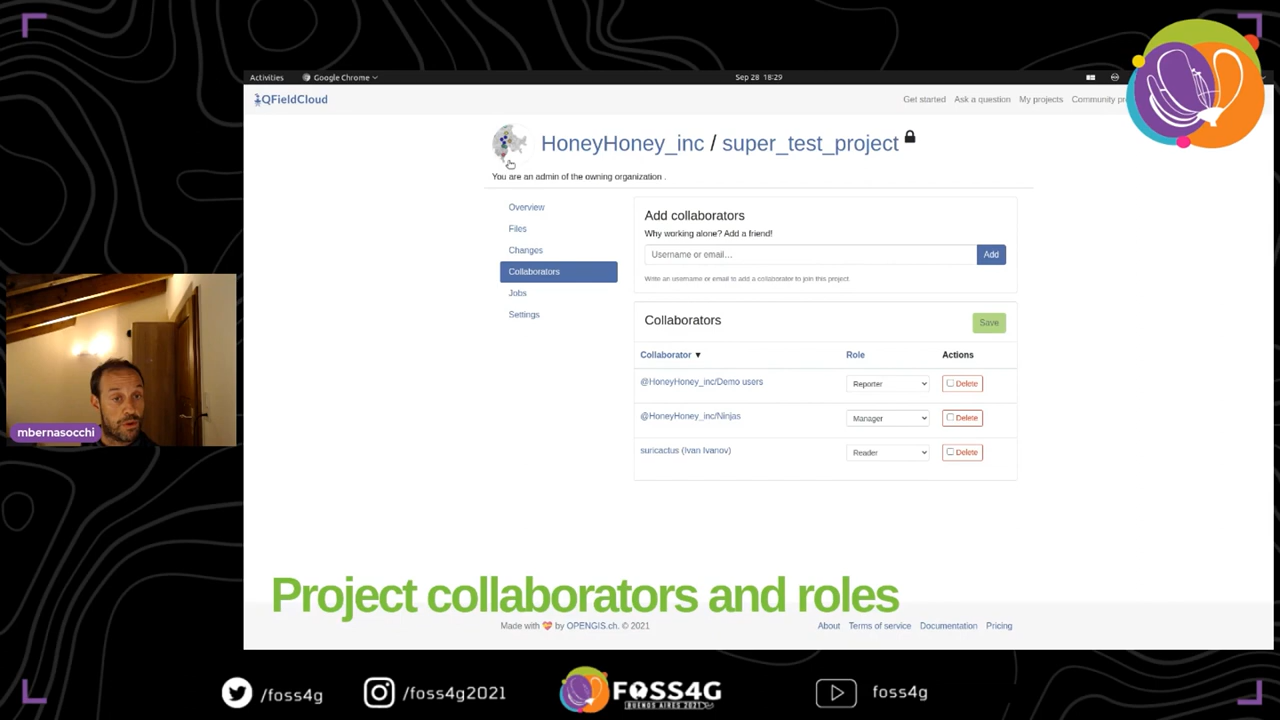 Activities
Google Chrome
Sep 28 18:29
QFieldCloud
Get started Ask a question My projects Community
HoneyHoney_inc / super_test_project
You are an admin of the owning organization .
Overview
Files
Changes
Collaborators
Jobs
Settings
Add collaborators
Why working alone? Add a friend!
Username or email…
Add
Write an username or email to add a collaborator to join this project
Collaborators
Save
Collaborator ▼ Role Actions
@HoneyHoney_inc/Demo users Reporter Delete
@HoneyHoney_inc/Ninjas Manager Delete
suricactus (Ivan Ivanov) Reader Delete
mbernasocchi
Project collaborators and roles
Made with 💝 by OPENGIS.ch. © 2021
About Terms of service Documentation Pricing
/foss4g
/foss4g2021
FOSS4G
BUENOS AIRES 2021
foss4g